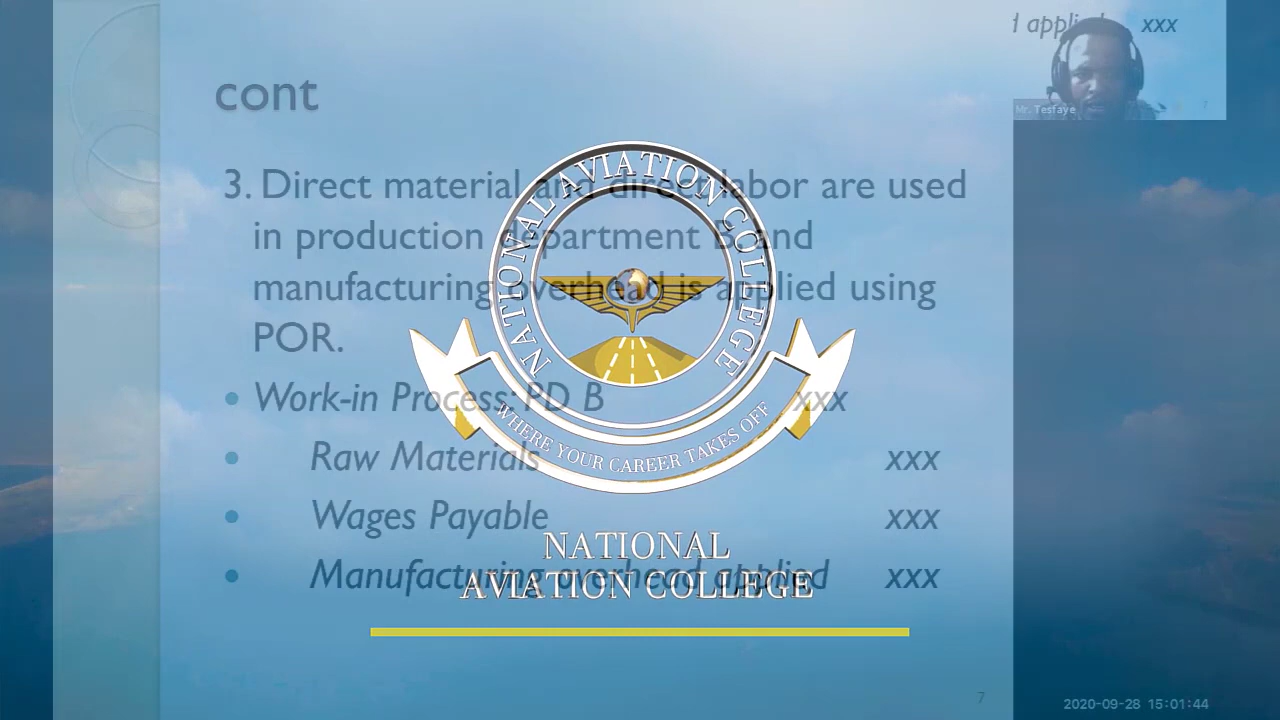 cont
d applied xxx
Mr. Tesfaye
3. Direct material and direct labor are used
in production department B and
manufacturing overhead is applied using
POR.
• Work-in Process: PD B xxx
• Raw Materials xxx
• Wages Payable xxx
• Manufacturing overhead applied xxx
NATIONAL AVIATION COLLEGE
WHERE YOUR CAREER TAKES OFF
NATIONAL
AVIATION COLLEGE
7
2020-09-28 15:01:44